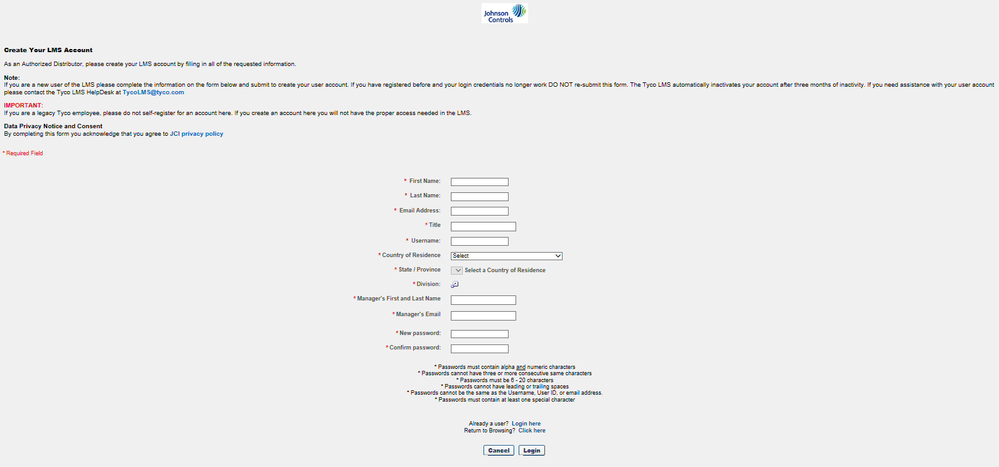 Johnson
Controls
Create Your LMS Account
As an Authorized Distributor, please create your LMS account by filling in all of the requested information.
Note:
If you are a new user of the LMS please complete the information on the form below and submit to create your user account. If you have registered before and your login credentials no longer work DO NOT re-submit this form. The Tyco LMS automatically inactivates your account after three months of inactivity. If you need assistance with your user account
please contact the Tyco LMS HelpDesk at TycoLMS@tyco.com
IMPORTANT:
If you are a legacy Tyco employee, please do not self-register for an account here. If you create an account here you will not have the proper access needed in the LMS.
Data Privacy Notice and Consent
By completing this form you acknowledge that you agree to JCI privacy policy
* Required Field
* First Name:
* Last Name:
* Email Address:
* Title
* Username:
* Country of Residence Select
* State / Province Select a Country of Residence
* Division:
* Manager's First and Last Name
* Manager's Email
* New password:
* Confirm password:
* Passwords must contain alpha and numeric characters
* Passwords cannot have three or more consecutive same characters
* Passwords must be 6 - 20 characters
* Passwords cannot have leading or trailing spaces
* Passwords cannot be the same as the Username, User ID, or email address.
* Passwords must contain at least one special character
Already a user? Login here
Return to Browsing? Click here
Cancel Login